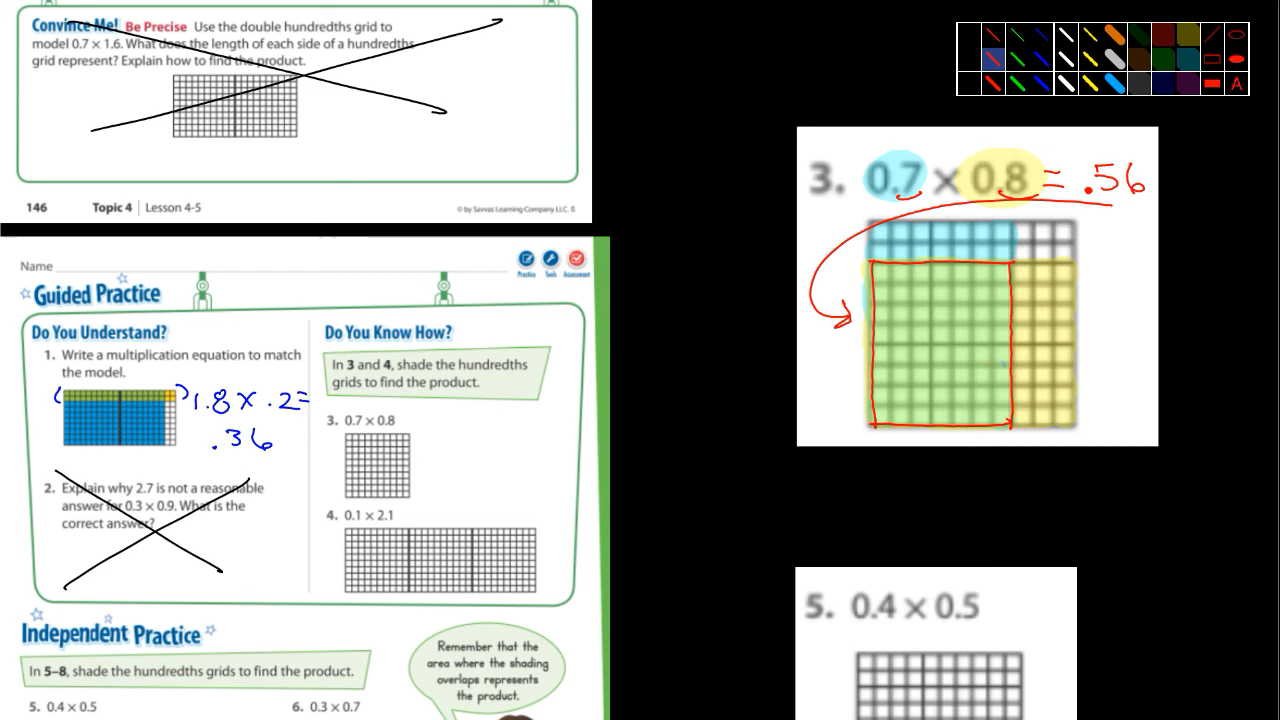 Convince Me! Be Precise Use the double hundredths grid to
model 0.7 × 1.6. What does the length of each side of a hundredths
grid represent? Explain how to find the product.
146 Topic 4 | Lesson 4-5
© by Savvas Learning Company LLC. 5
Name
Practice Tools Assessment
Guided Practice
Do You Understand?
1. Write a multiplication equation to match
the model.
1.8 x .2=
.36
2. Explain why 2.7 is not a reasonable
answer for 0.3 × 0.9. What is the
correct answer?
Do You Know How?
In 3 and 4, shade the hundredths
grids to find the product.
3. 0.7 × 0.8
4. 0.1 × 2.1
Independent Practice
In 5–8, shade the hundredths grids to find the product.
Remember that the
area where the shading
overlaps represents
the product.
5. 0.4 × 0.5
6. 0.3 × 0.7
A
3. 0.7 × 0.8 = .56
5. 0.4 × 0.5